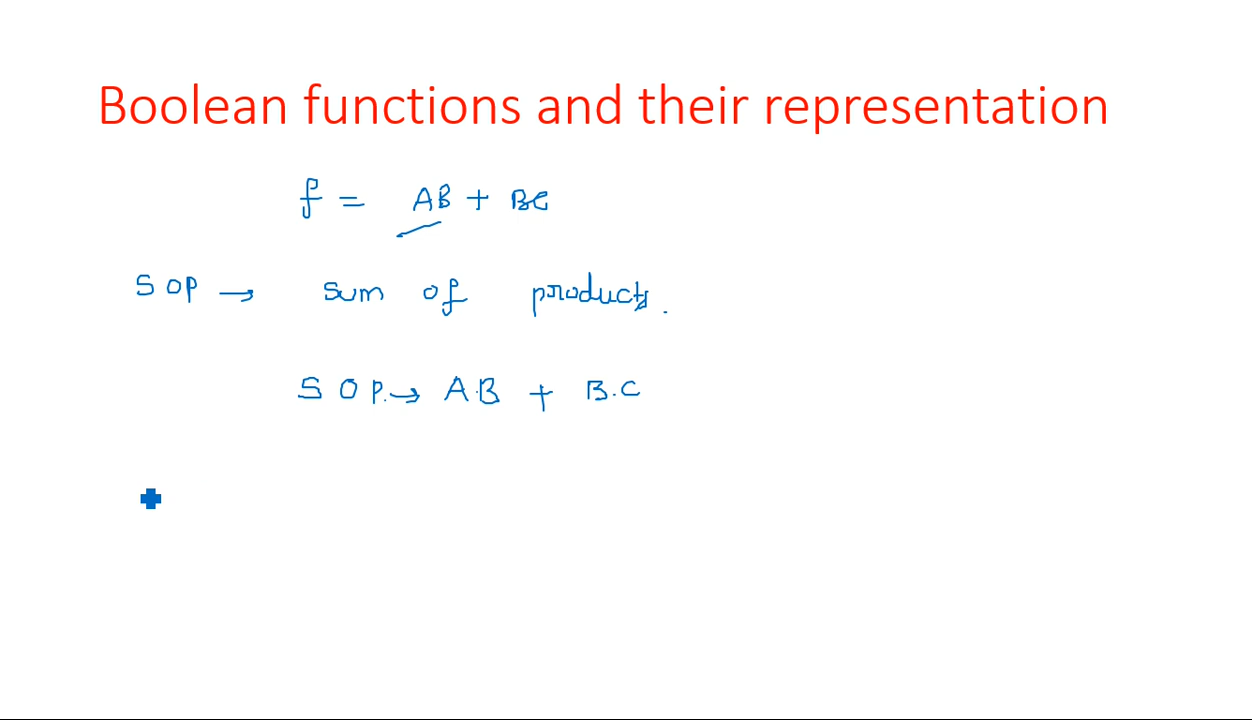 Boolean functions and their representation
f = AB + BC
SOP → sum of products.
SOP. → A.B + B.C